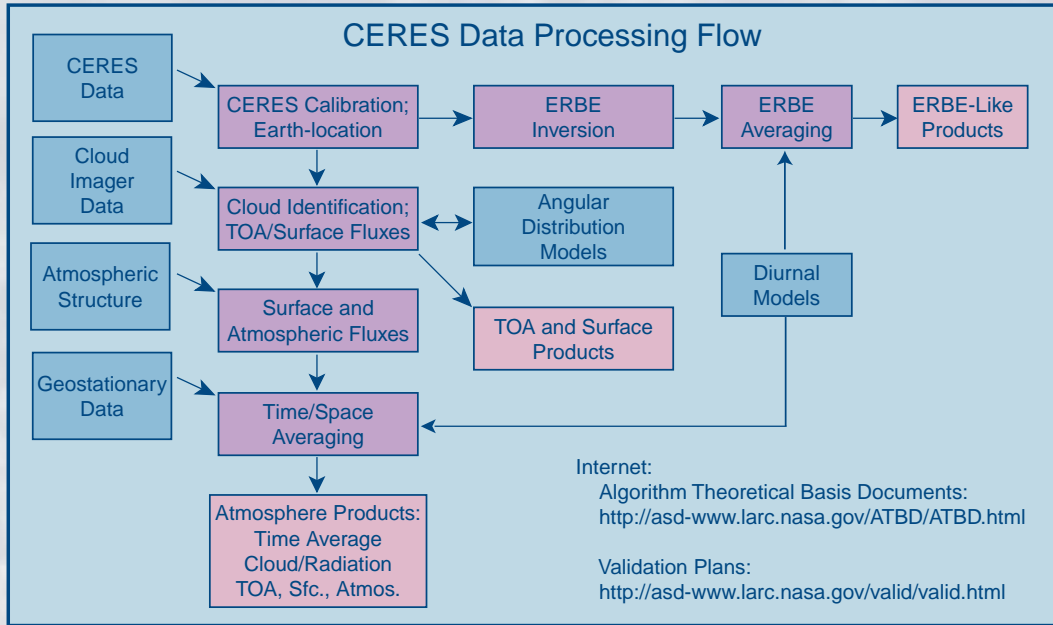 CERES Data Processing Flow
CERES
Data
CERES Calibration;
Earth-location
ERBE
Inversion
ERBE
Averaging
ERBE-Like
Products
Cloud
Imager
Data
Cloud Identification;
TOA/Surface Fluxes
Angular
Distribution
Models
Atmospheric
Structure
Diurnal
Models
Surface and
Atmospheric Fluxes
TOA and Surface
Products
Geostationary
Data
Time/Space
Averaging
Atmosphere Products:
Time Average
Cloud/Radiation
TOA, Sfc., Atmos.
Internet:
Algorithm Theoretical Basis Documents:
http://asd-www.larc.nasa.gov/ATBD/ATBD.html
Validation Plans:
http://asd-www.larc.nasa.gov/valid/valid.html